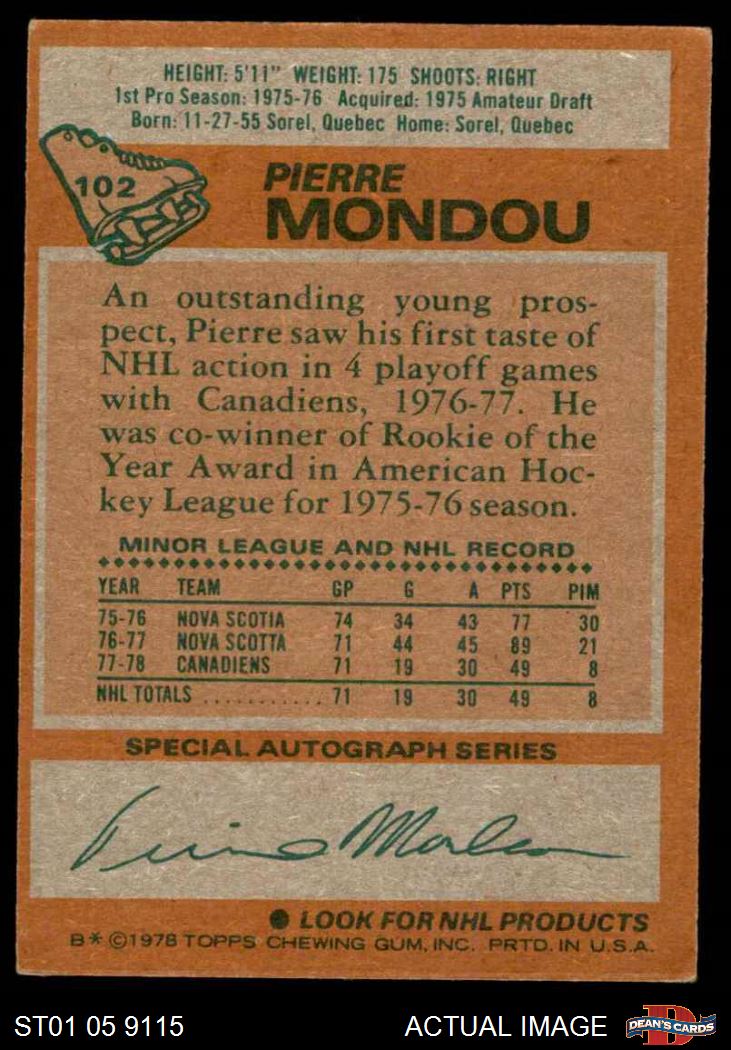 HEIGHT: 5'11" WEIGHT: 175 SHOOTS: RIGHT
1st Pro Season: 1975-76 Acquired: 1975 Amateur Draft
Born: 11-27-55 Sorel, Quebec Home: Sorel, Quebec
102
PIERRE
MONDOU
An outstanding young pros-
pect, Pierre saw his first taste of
NHL action in 4 playoff games
with Canadiens, 1976-77. He
was co-winner of Rookie of the
Year Award in American Hoc-
key League for 1975-76 season.
MINOR LEAGUE AND NHL RECORD
YEAR TEAM GP G A PTS PIM
75-76 NOVA SCOTIA 74 34 43 77 30
76-77 NOVA SCOTTA 71 44 45 89 21
77-78 CANADIENS 71 19 30 49 8
NHL TOTALS ............ 71 19 30 49 8
SPECIAL AUTOGRAPH SERIES
Pierre Mondou
● LOOK FOR NHL PRODUCTS
B* ©1978 TOPPS CHEWING GUM, INC. PRTD. IN U.S.A.
ST01 05 9115 ACTUAL IMAGE D DEAN'S CARDS